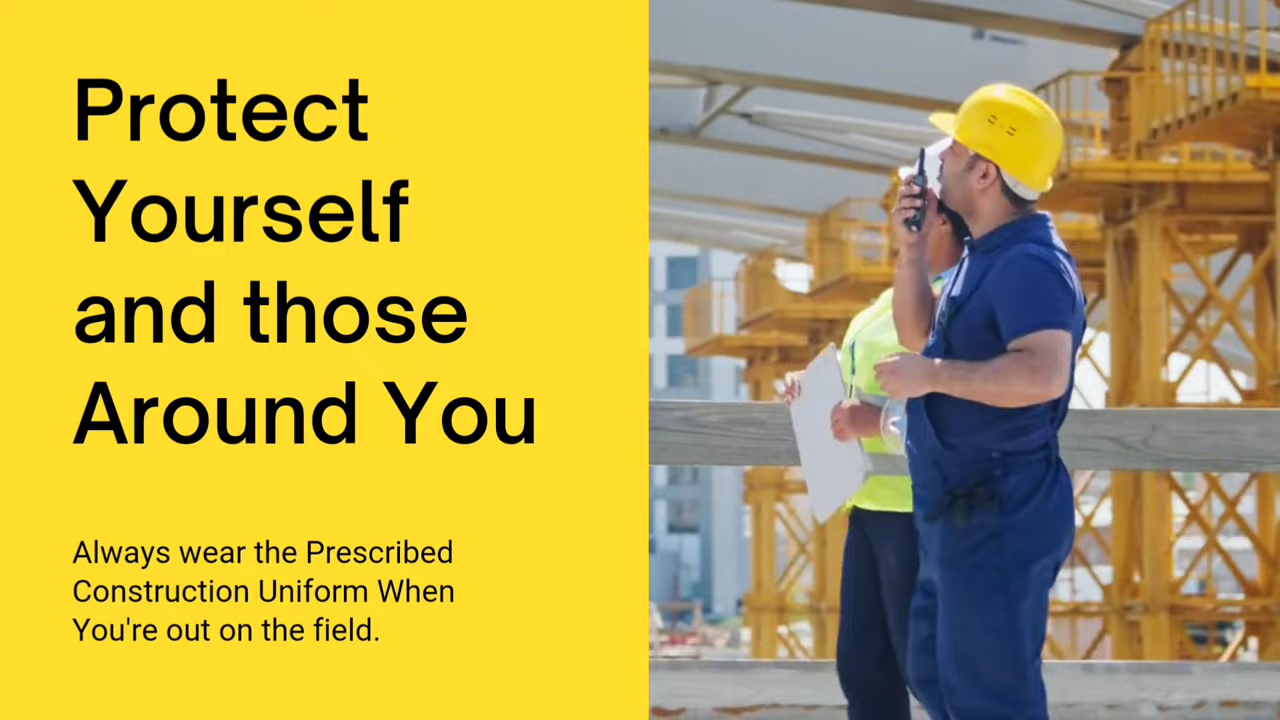 Protect
Yourself
and those
Around You
Always wear the Prescribed
Construction Uniform When
You're out on the field.